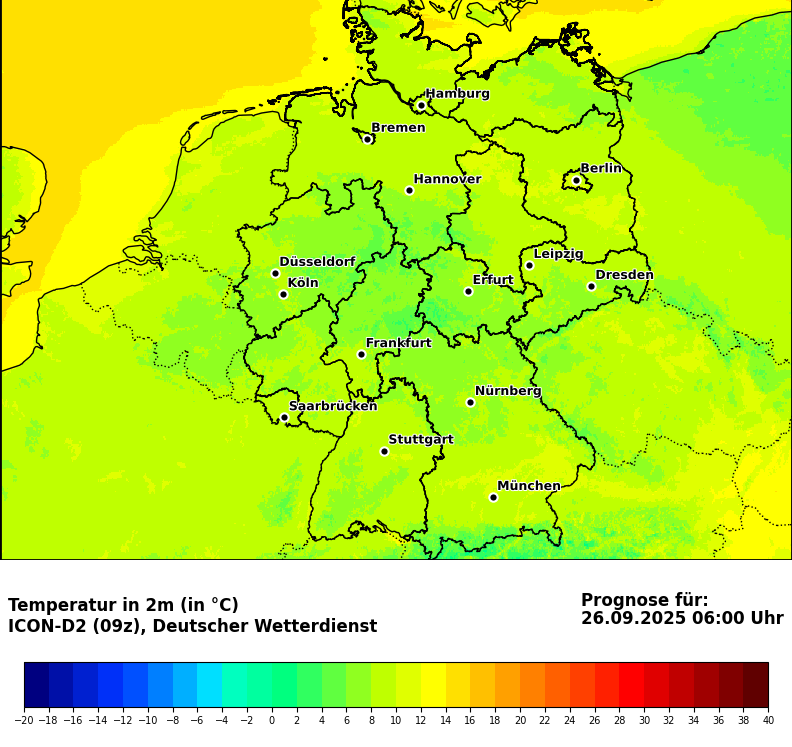 Hamburg
Bremen
Berlin
Hannover
Leipzig
Düsseldorf
Dresden
Köln
Erfurt
Frankfurt
Nürnberg
Saarbrücken
Stuttgart
München
Temperatur in 2m (in °C)
ICON-D2 (09z), Deutscher Wetterdienst
Prognose für:
26.09.2025 06:00 Uhr
−20 −18 −16 −14 −12 −10 −8 −6 −4 −2 0 2 4 6 8 10 12 14 16 18 20 22 24 26 28 30 32 34 36 38 40